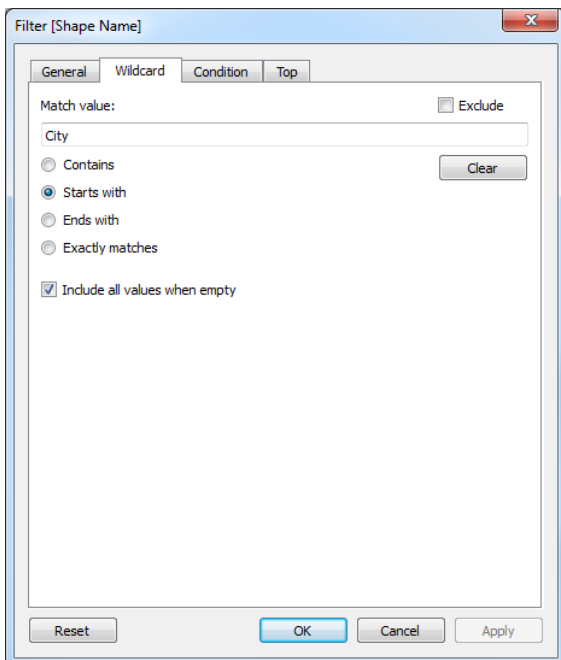 Filter [Shape Name]
General Wildcard Condition Top
Match value: Exclude
City
Contains Clear
Starts with
Ends with
Exactly matches
Include all values when empty
Reset OK Cancel Apply